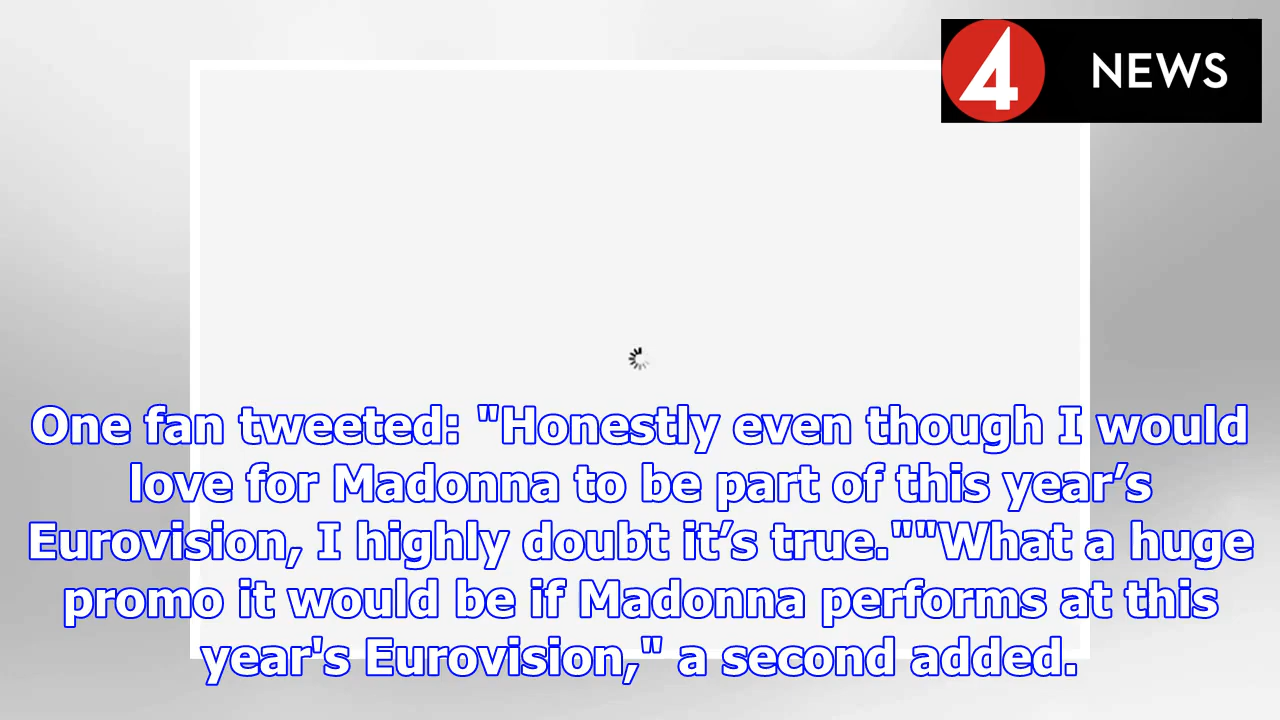 4 NEWS
One fan tweeted: "Honestly even though I would
love for Madonna to be part of this year’s
Eurovision, I highly doubt it’s true.""What a huge
promo it would be if Madonna performs at this
year's Eurovision," a second added.